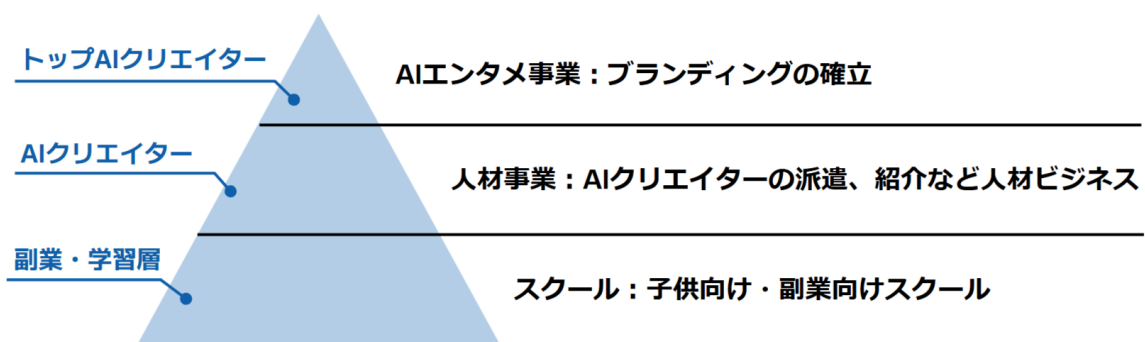 トップAIクリエイター
AIエンタメ事業：ブランディングの確立
AIクリエイター
人材事業：AIクリエイターの派遣、紹介など人材ビジネス
副業・学習層
スクール：子供向け・副業向けスクール